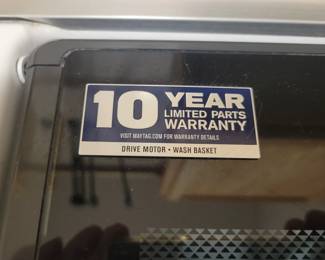 10 YEAR
LIMITED PARTS
WARRANTY
VISIT MAYTAG.COM FOR WARRANTY DETAILS
DRIVE MOTOR • WASH BASKET